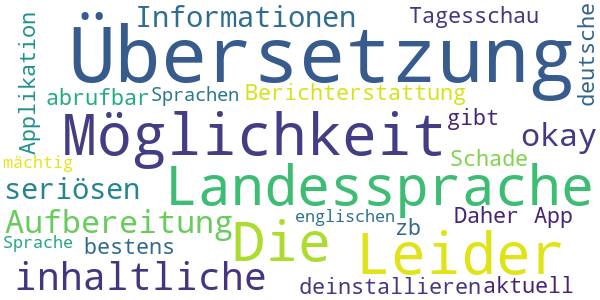 Informationen Tagesschau
deutsche
Übersetzung
Applikation
abrufbar Sprachen Berichterstattung
Möglichkeit gibt okay
mächtig Schade
seriösen Landessprache
Aufbereitung englischen zb Daher App
Sprache bestens Die Leider
inhaltliche deinstallieren aktuell